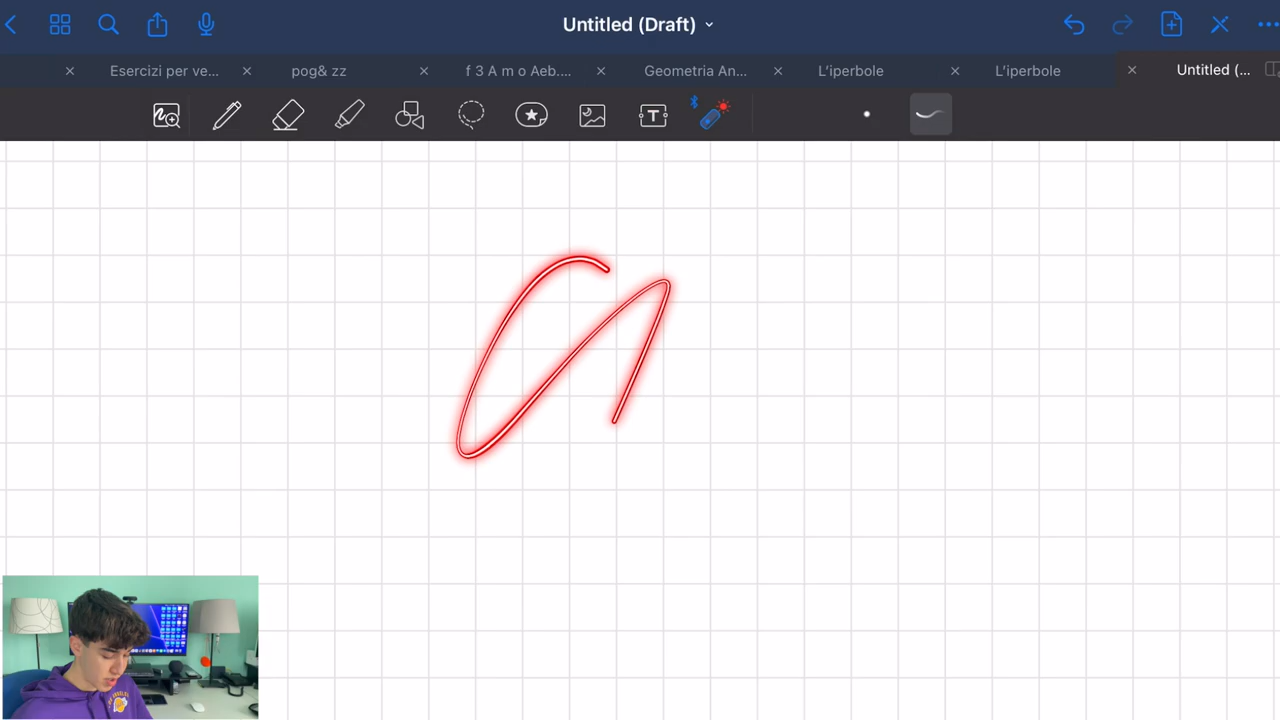 Untitled (Draft)
Esercizi per ve... pog& zz f 3 A m o Aeb.... Geometria An... L'iperbole L'iperbole Untitled (...
T